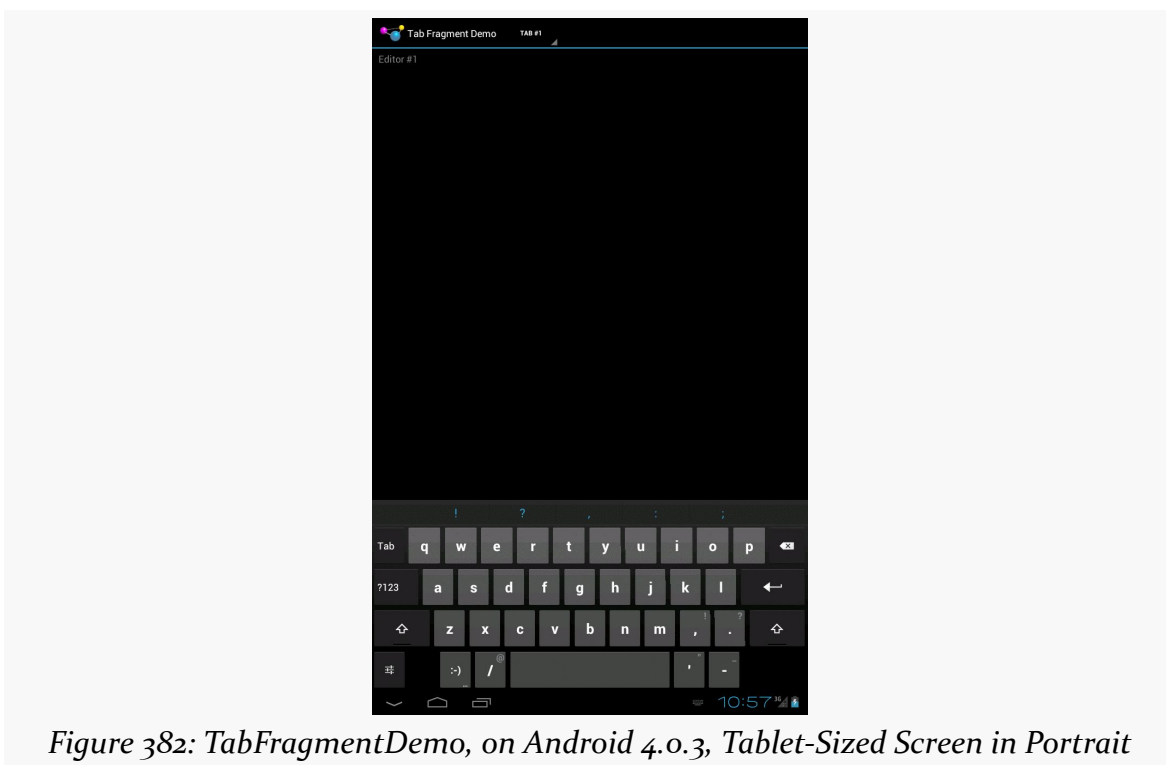 Tab Fragment Demo TAB #1
Editor #1
! ? , : ;
Tab q w e r t y u i o p
?123 a s d f g h j k l
! ?
z x c v b n m , .
@ " _
:-) / ' -
10:57 3G
Figure 382: TabFragmentDemo, on Android 4.0.3, Tablet-Sized Screen in Portrait